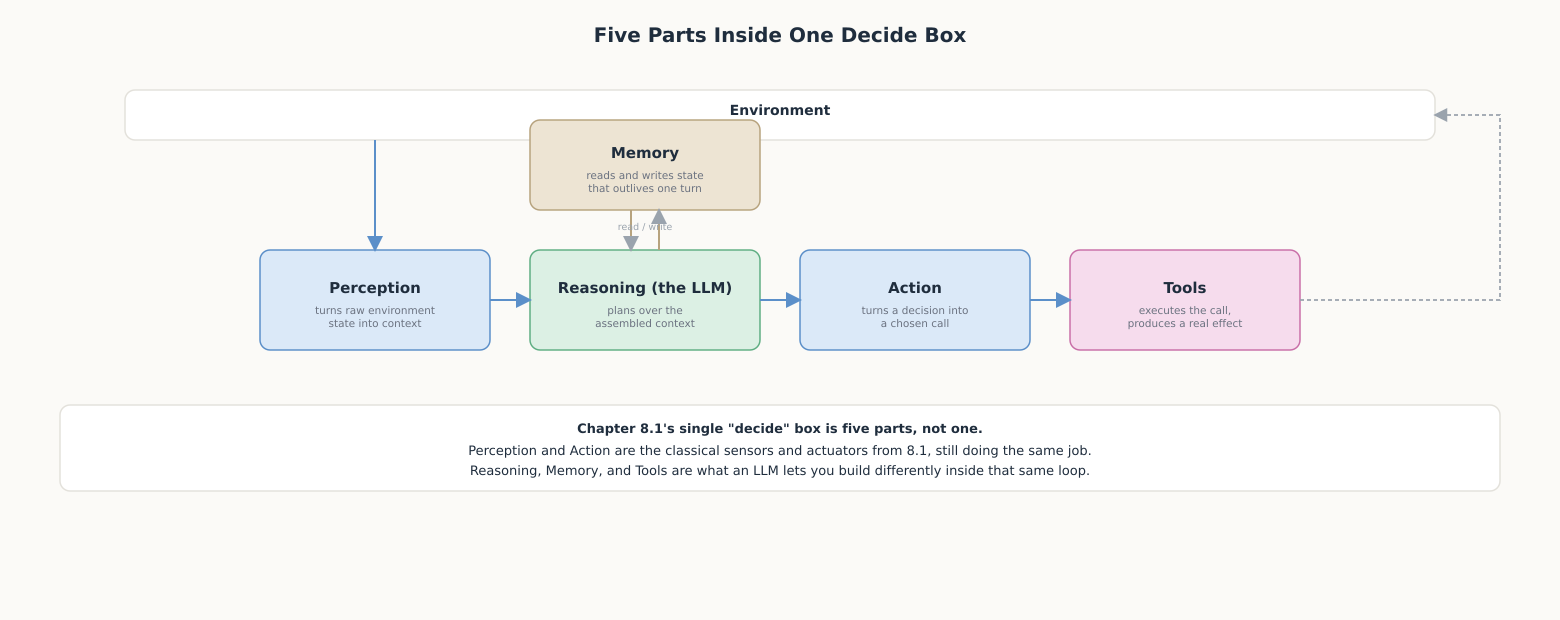 Five Parts Inside One Decide Box
Environment
Memory
reads and writes state
that outlives one turn
read / write
Perception
turns raw environment
state into context
Reasoning (the LLM)
plans over the
assembled context
Action
turns a decision into
a chosen call
Tools
executes the call,
produces a real effect
Chapter 8.1's single "decide" box is five parts, not one.
Perception and Action are the classical sensors and actuators from 8.1, still doing the same job.
Reasoning, Memory, and Tools are what an LLM lets you build differently inside that same loop.